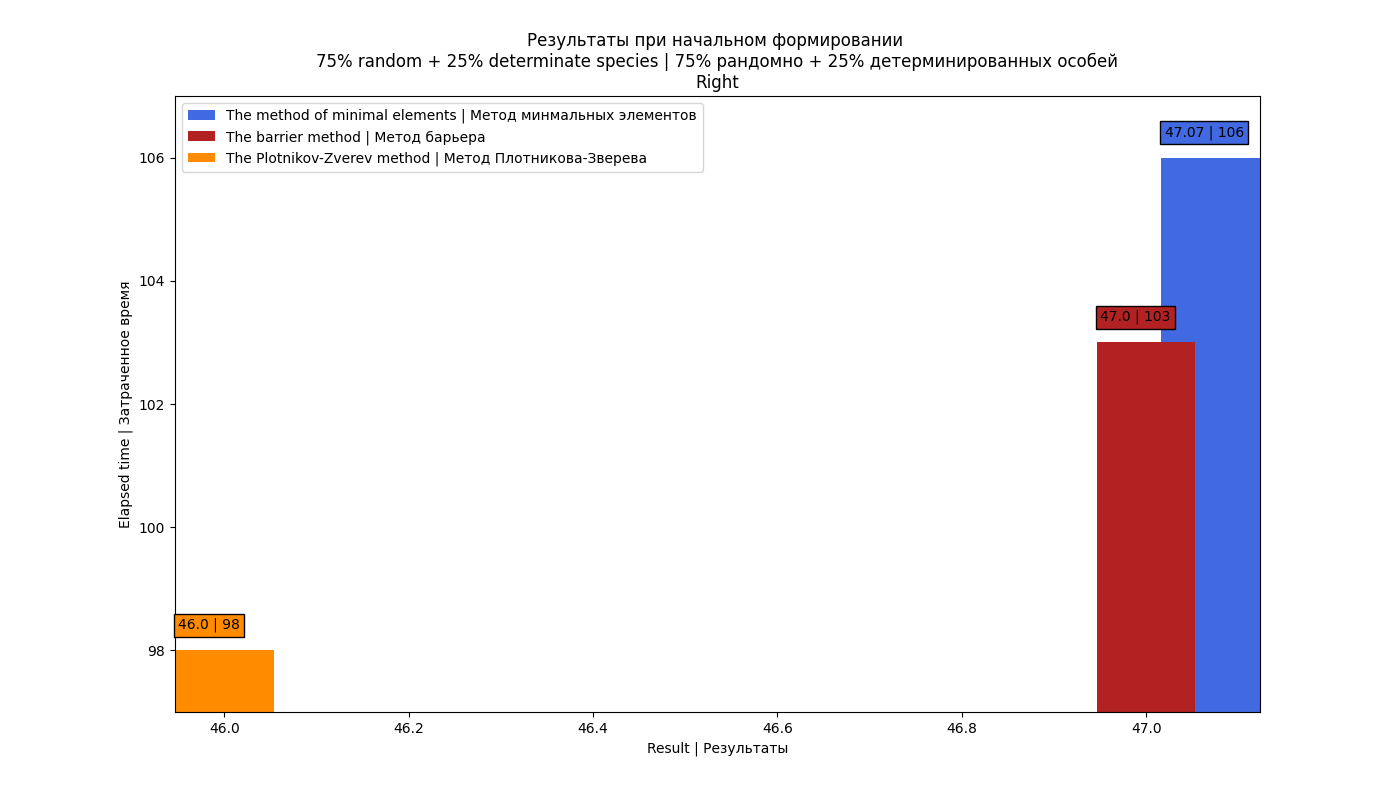 Результаты при начальном формировании
75% random + 25% determinate species | 75% рандомно + 25% детерминированных особей
Right
The method of minimal elements | Метод минмальных элементов
The barrier method | Метод барьера
The Plotnikov-Zverev method | Метод Плотникова-Зверева
47.07 | 106
47.0 | 103
46.0 | 98
106
104
102
100
98
Elapsed time | Затраченное время
46.0
46.2
46.4
46.6
46.8
47.0
Result | Результаты